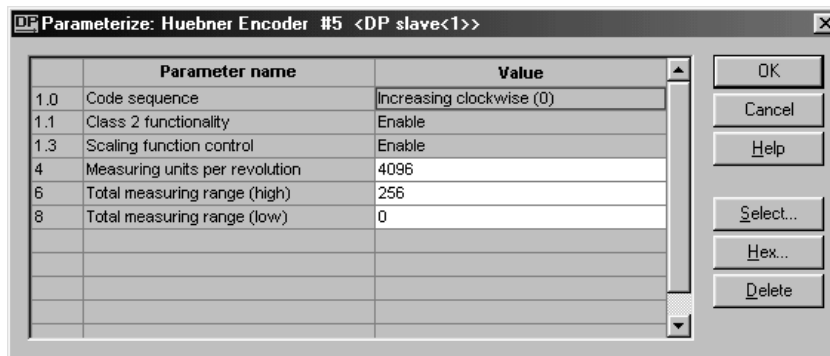 DP Parameterize: Huebner Encoder #5 <DP slave<1>>
Parameter name Value
1.0 Code sequence Increasing clockwise (0)
1.1 Class 2 functionality Enable
1.3 Scaling function control Enable
4 Measuring units per revolution 4096
6 Total measuring range (high) 256
8 Total measuring range (low) 0
OK
Cancel
Help
Select...
Hex...
Delete